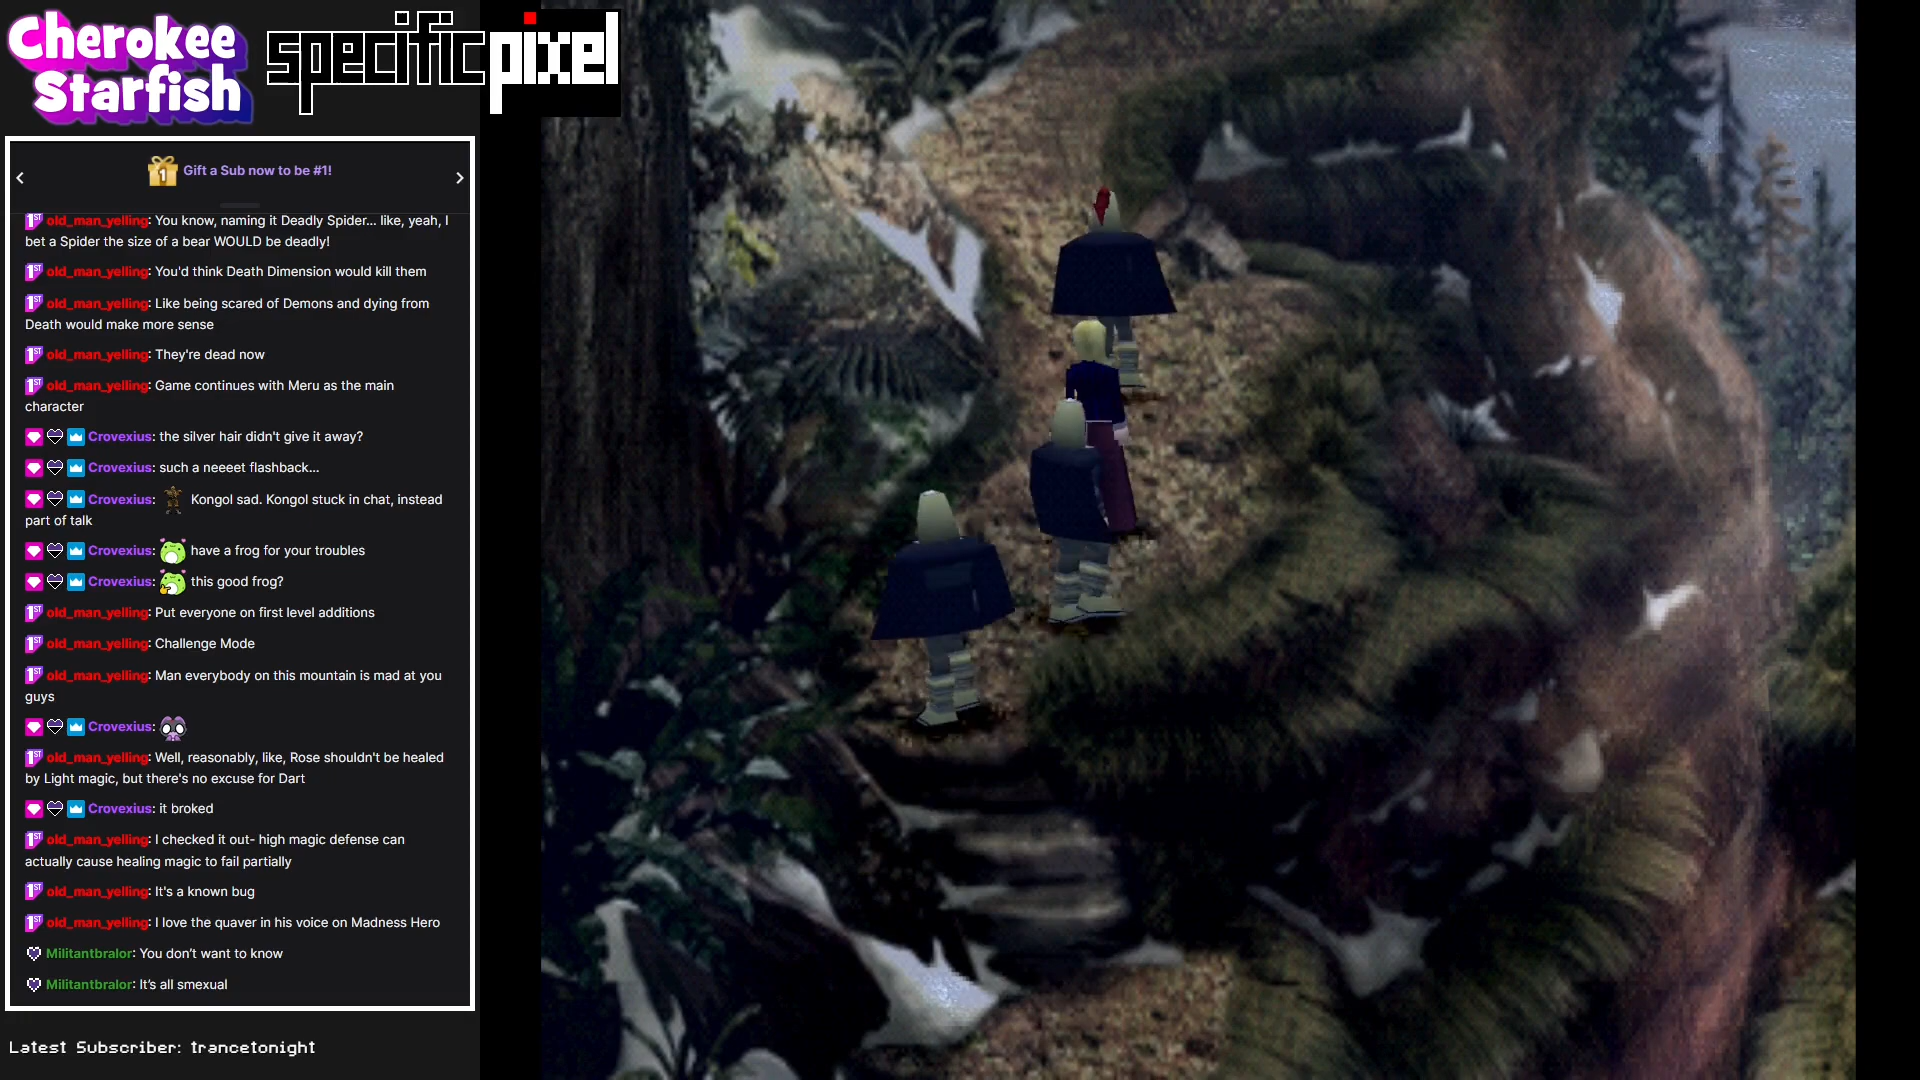 Cherokee
Starfish
specificpixel
Gift a Sub now to be #1!
old_man_yelling: You know, naming it Deadly Spider... like, yeah, I
bet a Spider the size of a bear WOULD be deadly!
old_man_yelling: You'd think Death Dimension would kill them
old_man_yelling: Like being scared of Demons and dying from
Death would make more sense
old_man_yelling: They're dead now
old_man_yelling: Game continues with Meru as the main
character
Crovexius: the silver hair didn't give it away?
Crovexius: such a neeeet flashback...
Crovexius: Kongol sad. Kongol stuck in chat, instead
part of talk
Crovexius: have a frog for your troubles
Crovexius: this good frog?
old_man_yelling: Put everyone on first level additions
old_man_yelling: Challenge Mode
old_man_yelling: Man everybody on this mountain is mad at you
guys
Crovexius:
old_man_yelling: Well, reasonably, like, Rose shouldn't be healed
by Light magic, but there's no excuse for Dart
Crovexius: it broked
old_man_yelling: I checked it out- high magic defense can
actually cause healing magic to fail partially
old_man_yelling: It's a known bug
old_man_yelling: I love the quaver in his voice on Madness Hero
Militantbralor: You don’t want to know
Militantbralor: It’s all smexual
Latest Subscriber: trancetonight